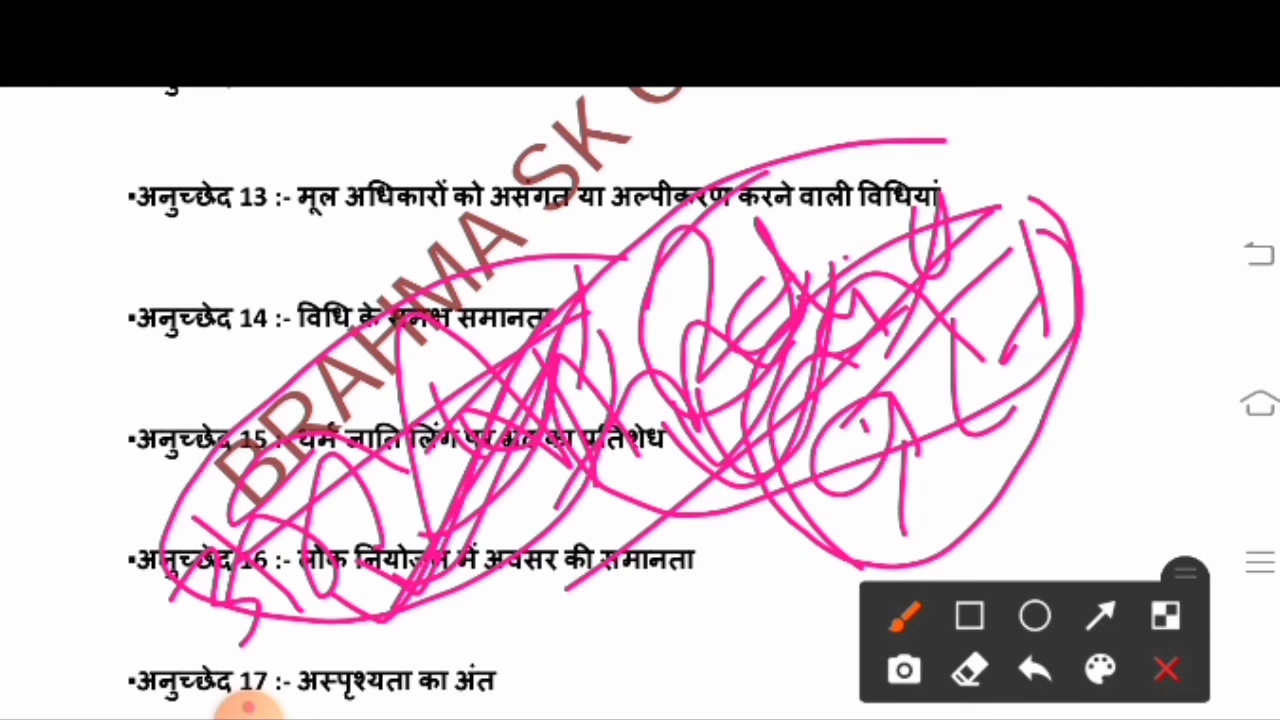 BRAHMA SK
▪अनुच्छेद 13 :- मूल अधिकारों को असंगत या अल्पीकरण करने वाली विधियां
▪अनुच्छेद 14 :- विधि के समक्ष समानता
▪अनुच्छेद 15 :- धर्म जाति लिंग पर भेद का प्रतिशेध
▪अनुच्छेद 16 :- लोक नियोजन में अवसर की समानता
▪अनुच्छेद 17 :- अस्पृश्यता का अंत